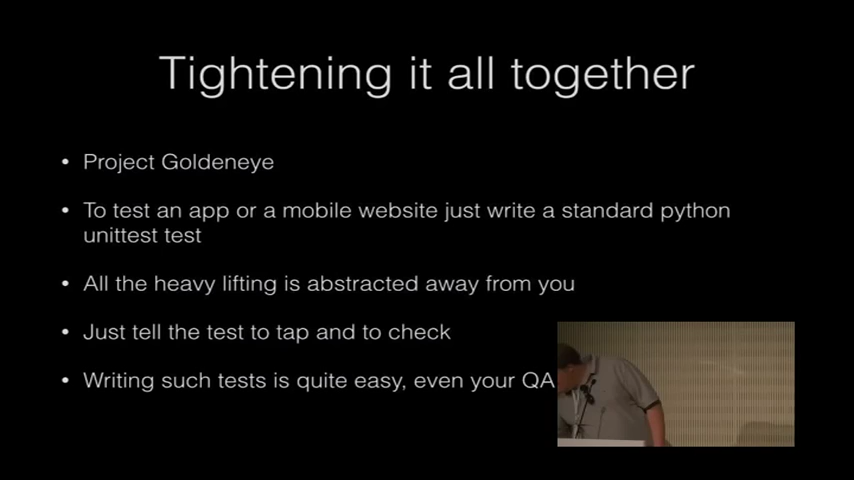 Tightening it all together
• Project Goldeneye
• To test an app or a mobile website just write a standard python
unittest test
• All the heavy lifting is abstracted away from you
• Just tell the test to tap and to check
• Writing such tests is quite easy, even your QA